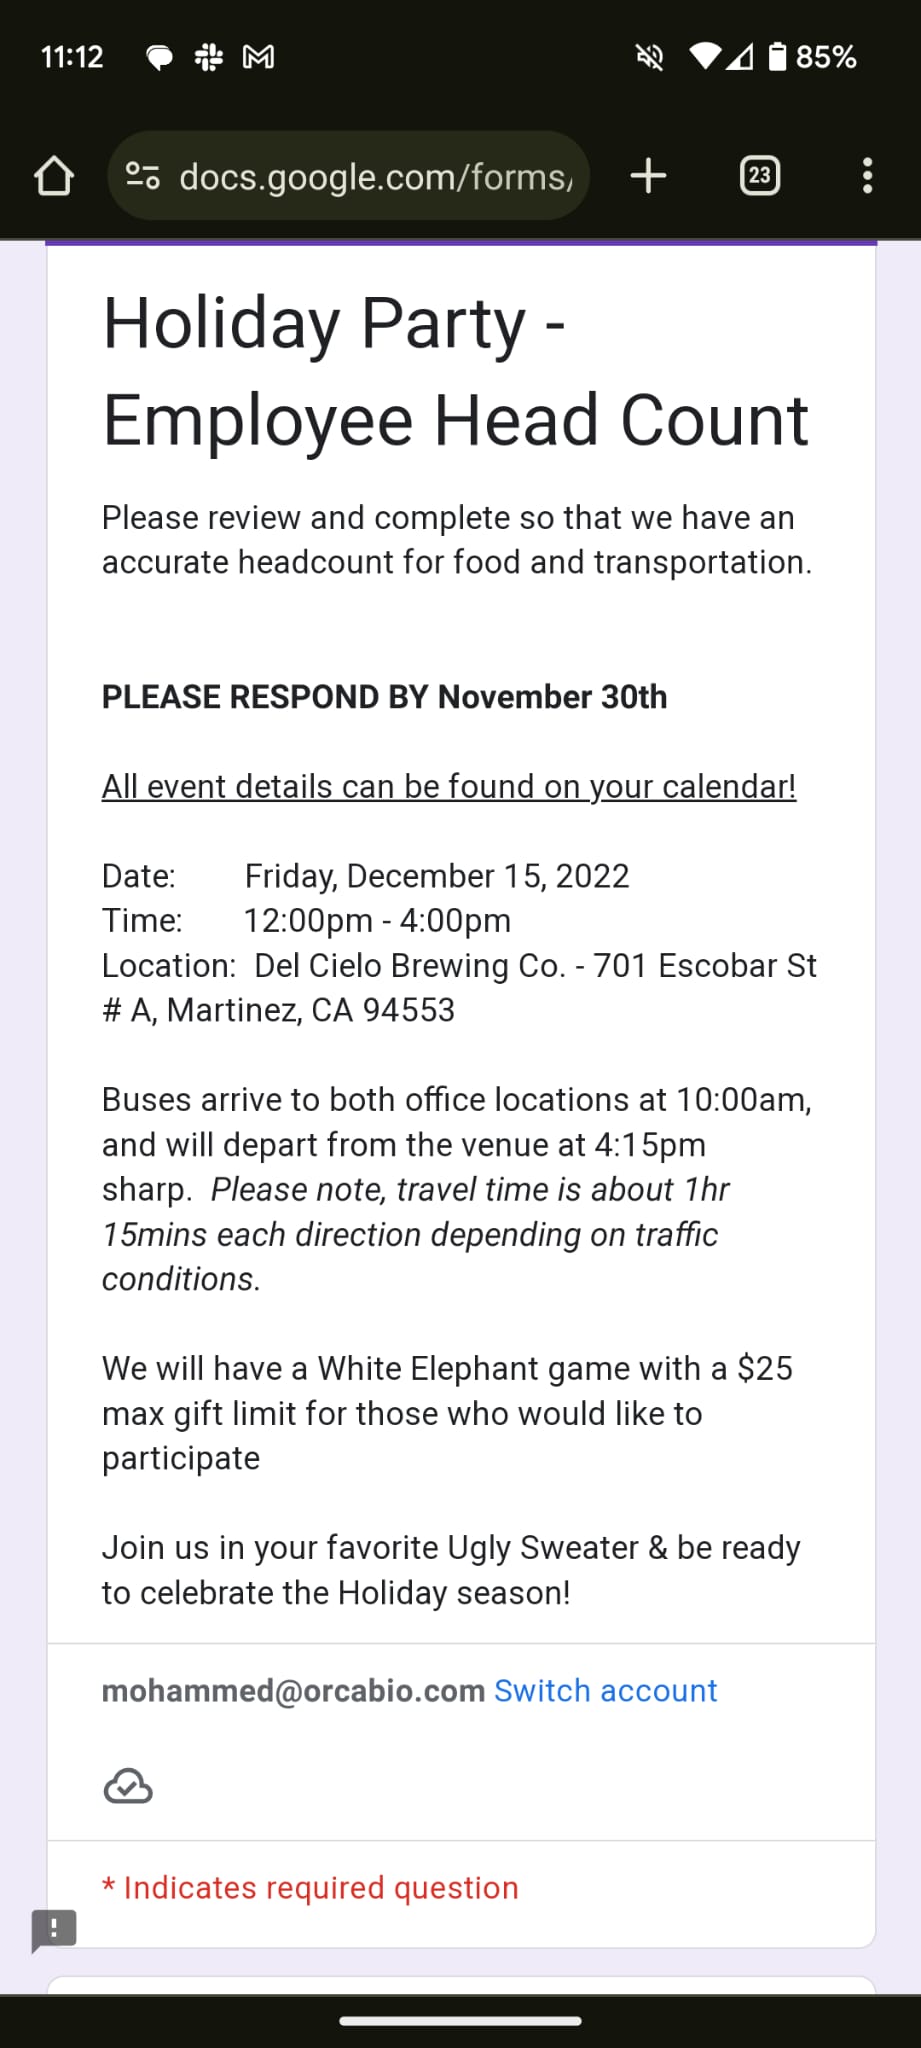 11:12
85%
docs.google.com/forms/
23
Holiday Party -
Employee Head Count
Please review and complete so that we have an
accurate headcount for food and transportation.
PLEASE RESPOND BY November 30th
All event details can be found on your calendar!
Date: Friday, December 15, 2022
Time: 12:00pm - 4:00pm
Location: Del Cielo Brewing Co. - 701 Escobar St
# A, Martinez, CA 94553
Buses arrive to both office locations at 10:00am,
and will depart from the venue at 4:15pm
sharp. Please note, travel time is about 1hr
15mins each direction depending on traffic
conditions.
We will have a White Elephant game with a $25
max gift limit for those who would like to
participate
Join us in your favorite Ugly Sweater & be ready
to celebrate the Holiday season!
mohammed@orcabio.com Switch account
* Indicates required question